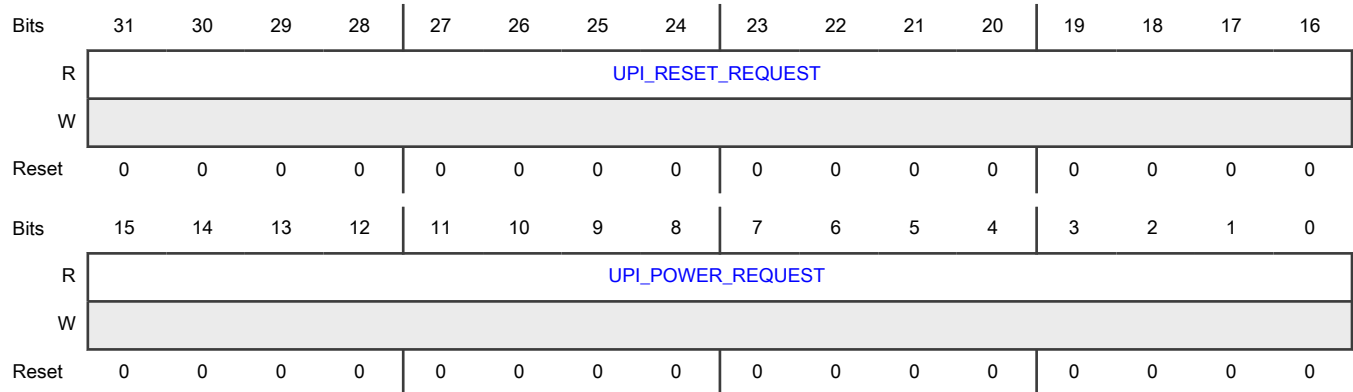 Bits 31 30 29 28 27 26 25 24 23 22 21 20 19 18 17 16
R UPI_RESET_REQUEST
W
Reset 0 0 0 0 0 0 0 0 0 0 0 0 0 0 0 0
Bits 15 14 13 12 11 10 9 8 7 6 5 4 3 2 1 0
R UPI_POWER_REQUEST
W
Reset 0 0 0 0 0 0 0 0 0 0 0 0 0 0 0 0